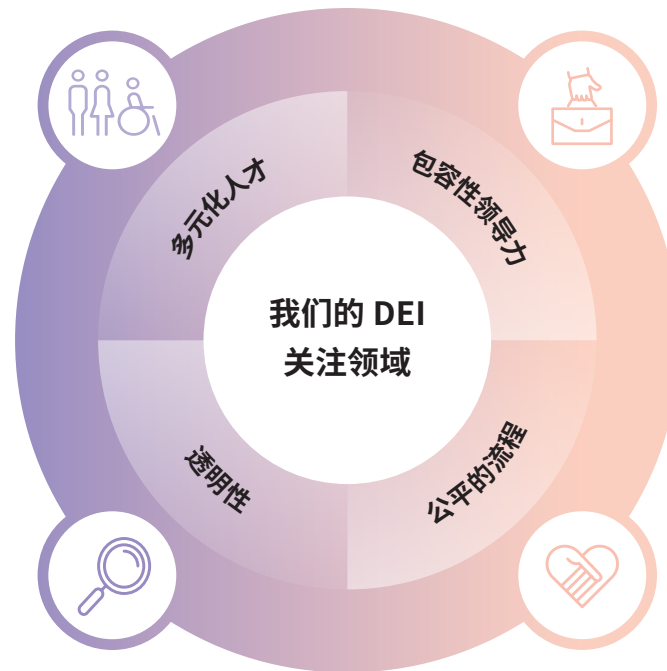 多元化人才
包容性领导力
我们的 DEI
关注领域
透明性
公平的流程